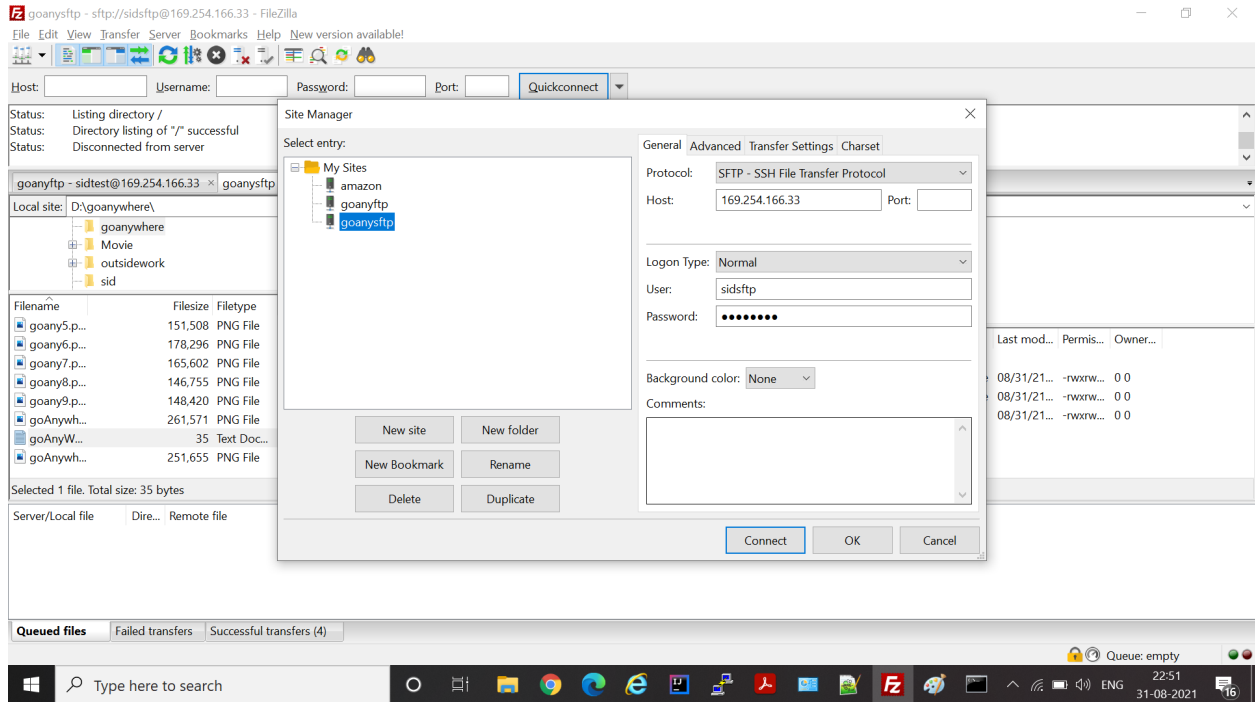 goanysftp - sftp://sidsftp@169.254.166.33 - FileZilla
File Edit View Transfer Server Bookmarks Help New version available!
Host: Username: Password: Port: Quickconnect
Status: Listing directory /
Status: Directory listing of "/" successful
Status: Disconnected from server
goanyftp - sidtest@169.254.166.33 × goanysftp
Local site: D:\goanywhere\
goanywhere
Movie
outsidework
sid
Filename Filesize Filetype
goany5.p... 151,508 PNG File
goany6.p... 178,296 PNG File
goany7.p... 165,602 PNG File
goany8.p... 146,755 PNG File
goany9.p... 148,420 PNG File
goAnywh... 261,571 PNG File
goAnyW... 35 Text Doc...
goAnywh... 251,655 PNG File
Selected 1 file. Total size: 35 bytes
Server/Local file Dire... Remote file
Site Manager
Select entry:
My Sites
amazon
goanyftp
goanysftp
New site New folder
New Bookmark Rename
Delete Duplicate
General Advanced Transfer Settings Charset
Protocol: SFTP - SSH File Transfer Protocol
Host: 169.254.166.33 Port:
Logon Type: Normal
User: sidsftp
Password: ●●●●●●●●
Background color: None
Comments:
Connect OK Cancel
Last mod... Permis... Owner...
08/31/21... -rwxrw... 0 0
08/31/21... -rwxrw... 0 0
08/31/21... -rwxrw... 0 0
Queued files Failed transfers Successful transfers (4)
Queue: empty
Type here to search
ENG
22:51
31-08-2021
16